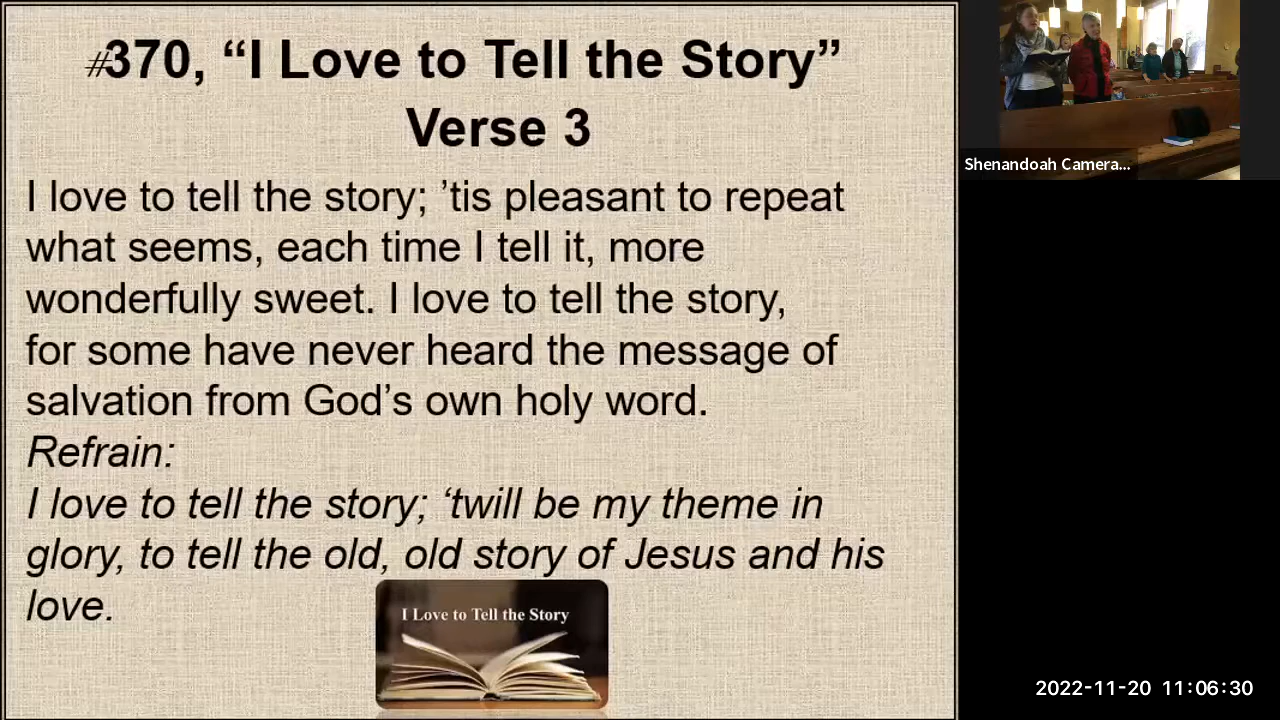 #370, “I Love to Tell the Story”
Verse 3
I love to tell the story; ’tis pleasant to repeat
what seems, each time I tell it, more
wonderfully sweet. I love to tell the story,
for some have never heard the message of
salvation from God’s own holy word.
Refrain:
I love to tell the story; ‘twill be my theme in
glory, to tell the old, old story of Jesus and his
love.
I Love to Tell the Story
Shenandoah Camera...
2022-11-20 11:06:30